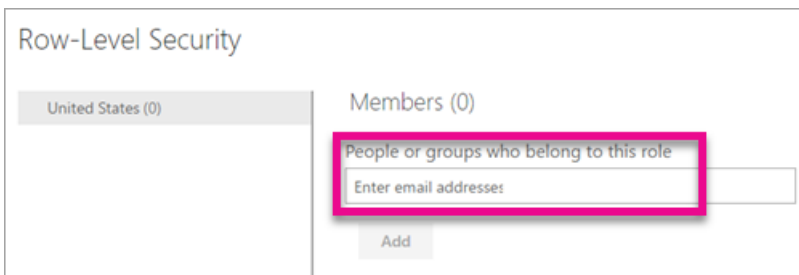 Row-Level Security
United States (0)
Members (0)
People or groups who belong to this role
Enter email addresses
Add